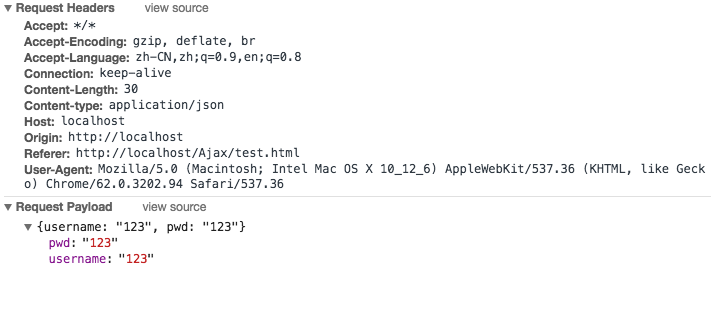 Request Headers view source
Accept: */*
Accept-Encoding: gzip, deflate, br
Accept-Language: zh-CN,zh;q=0.9,en;q=0.8
Connection: keep-alive
Content-Length: 30
Content-type: application/json
Host: localhost
Origin: http://localhost
Referer: http://localhost/Ajax/test.html
User-Agent: Mozilla/5.0 (Macintosh; Intel Mac OS X 10_12_6) AppleWebKit/537.36 (KHTML, like Geck
o) Chrome/62.0.3202.94 Safari/537.36
Request Payload view source
{username: "123", pwd: "123"}
pwd: "123"
username: "123"